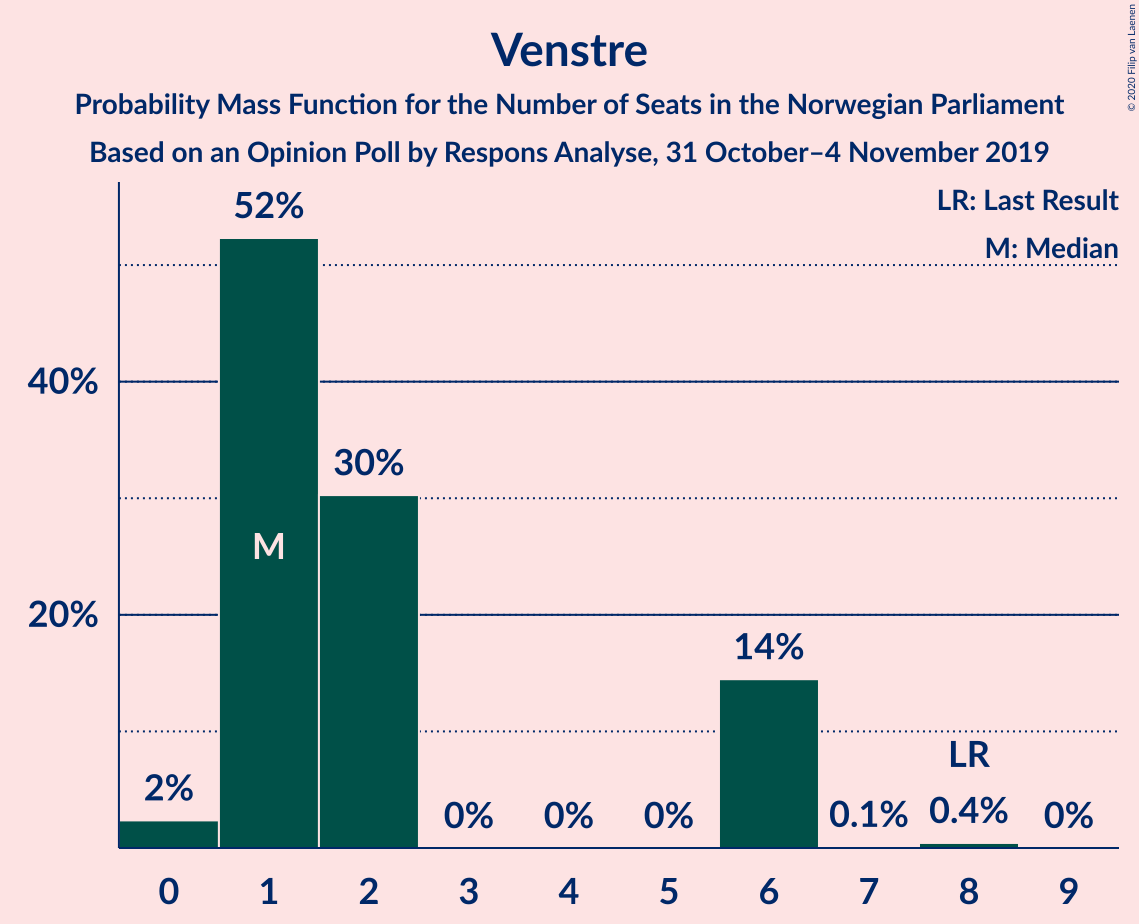 Venstre
Probability Mass Function for the Number of Seats in the Norwegian Parliament
Based on an Opinion Poll by Respons Analyse, 31 October–4 November 2019
© 2020 Filip van Laenen
LR: Last Result
M: Median
52%
40%
30%
M
20%
14%
LR
2%
0%
0%
0%
0.1%
0.4%
0%
0
1
2
3
4
5
6
7
8
9